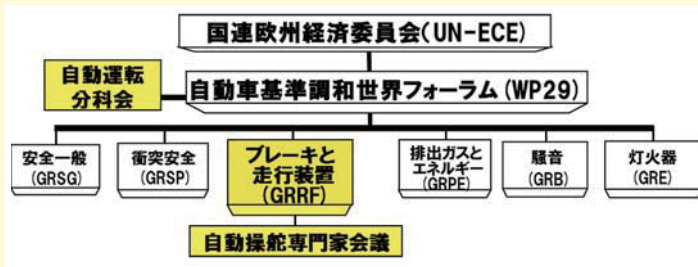 国連欧州経済委員会(UN-ECE)
自動運転
分科会
自動車基準調和世界フォーラム(WP29)
安全一般
(GRSG)
衝突安全
(GRSP)
ブレーキと
走行装置
(GRRF)
排出ガスと
エネルギー
(GRPE)
騒音
(GRB)
灯火器
(GRE)
自動操舵専門家会議